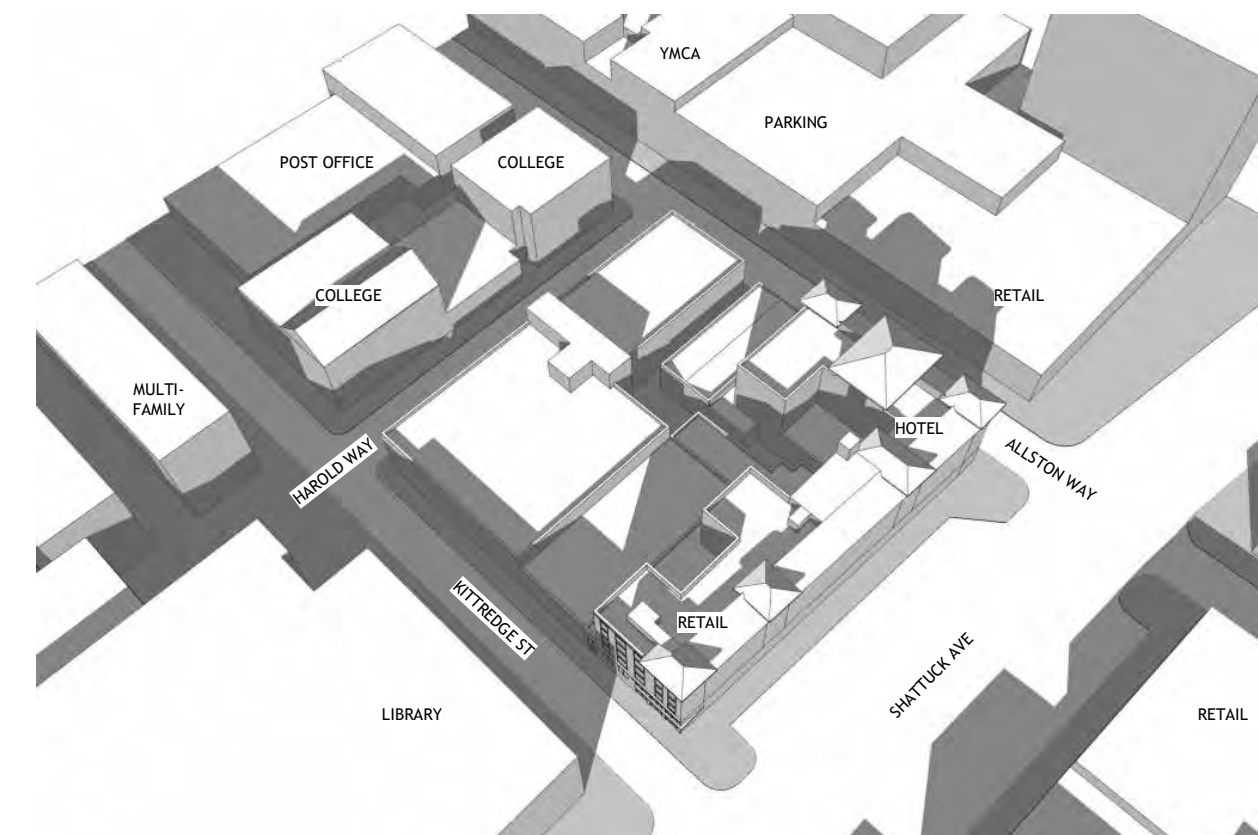 YMCA
PARKING
POST OFFICE
COLLEGE
COLLEGE
RETAIL
MULTI-
FAMILY
HOTEL
HAROLD WAY
ALLSTON WAY
KITTREDGE ST
RETAIL
SHATTUCK AVE
LIBRARY
RETAIL